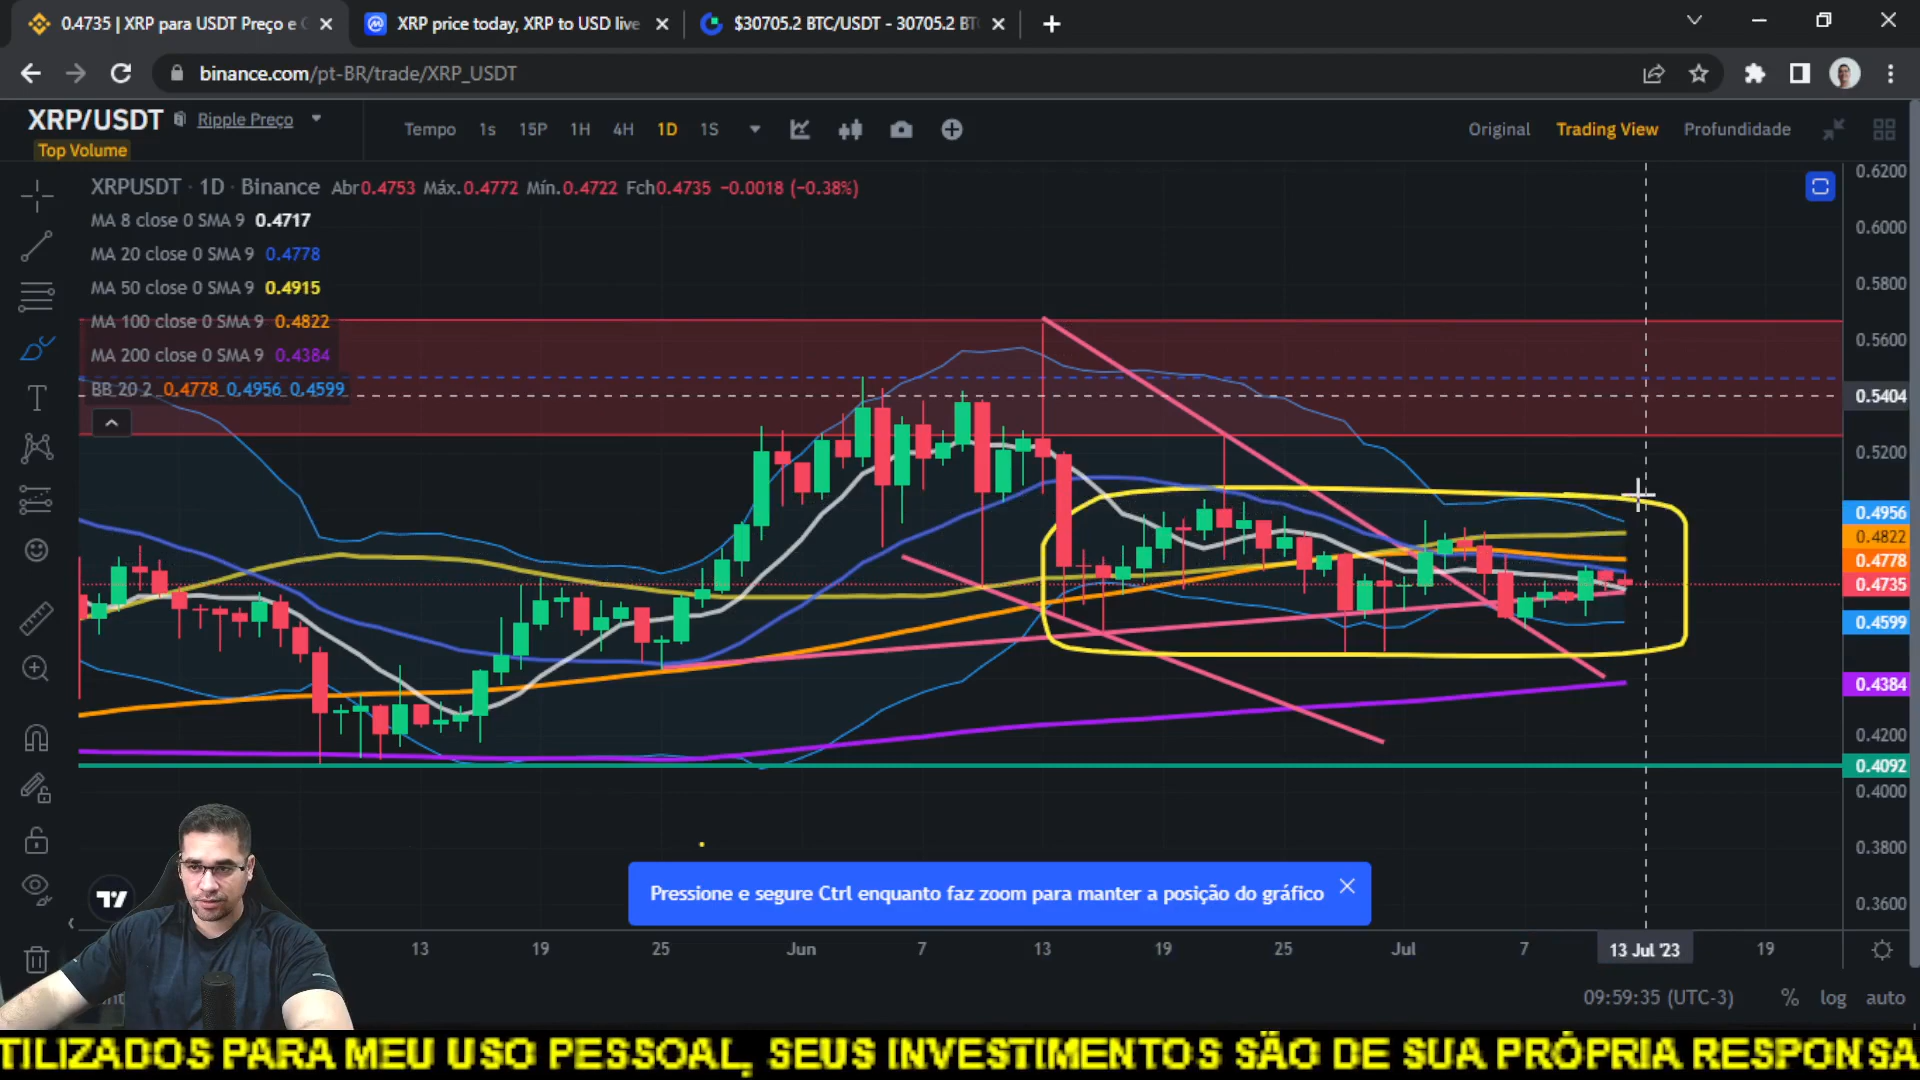 0.4735 | XRP para USDT Preço e
XRP price today, XRP to USD live
$30705.2 BTC/USDT - 30705.2 BT
binance.com/pt-BR/trade/XRP_USDT
XRP/USDT
Ripple Preço
Top Volume
Tempo 1s 15P 1H 4H 1D 1S
Original Trading View Profundidade
XRPUSDT · 1D · Binance Abr0.4753 Máx.0.4772 Mín.0.4722 Fch0.4735 −0.0018 (−0.38%)
MA 8 close 0 SMA 9 0.4717
MA 20 close 0 SMA 9 0.4778
MA 50 close 0 SMA 9 0.4915
MA 100 close 0 SMA 9 0.4822
MA 200 close 0 SMA 9 0.4384
BB 20 2 0.4778 0.4956 0.4599
0.6200
0.6000
0.5800
0.5600
0.5404
0.5200
0.4956
0.4822
0.4778
0.4735
0.4599
0.4384
0.4200
0.4092
0.4000
0.3800
0.3600
Pressione e segure Ctrl enquanto faz zoom para manter a posição do gráfico
13 19 25 Jun 7 13 19 25 Jul 7 13 Jul '23 19
09:59:35 (UTC-3) % log auto
TILIZADOS PARA MEU USO PESSOAL, SEUS INVESTIMENTOS SÃO DE SUA PRÓPRIA RESPONSA